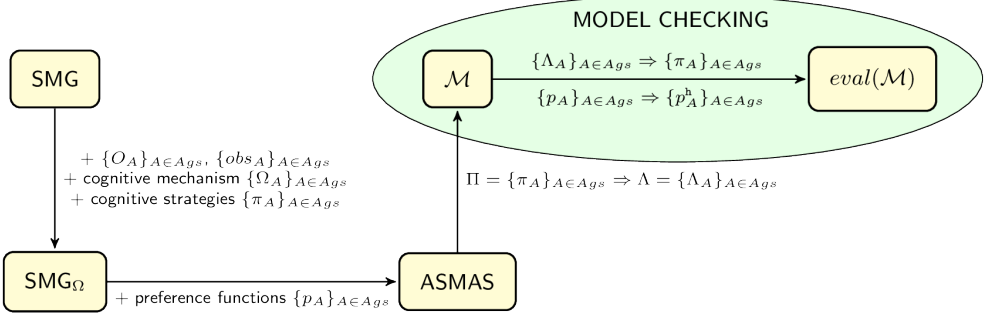 MODEL CHECKING
SMG
ℳ
{Λ_A}_{A∈Ags} ⇒ {π_A}_{A∈Ags}
{p_A}_{A∈Ags} ⇒ {p_A^h}_{A∈Ags}
eval(ℳ)
+ {O_A}_{A∈Ags}, {obs_A}_{A∈Ags}
+ cognitive mechanism {Ω_A}_{A∈Ags}
+ cognitive strategies {π_A}_{A∈Ags}
Π = {π_A}_{A∈Ags} ⇒ Λ = {Λ_A}_{A∈Ags}
SMG_Ω
+ preference functions {p_A}_{A∈Ags}
ASMAS